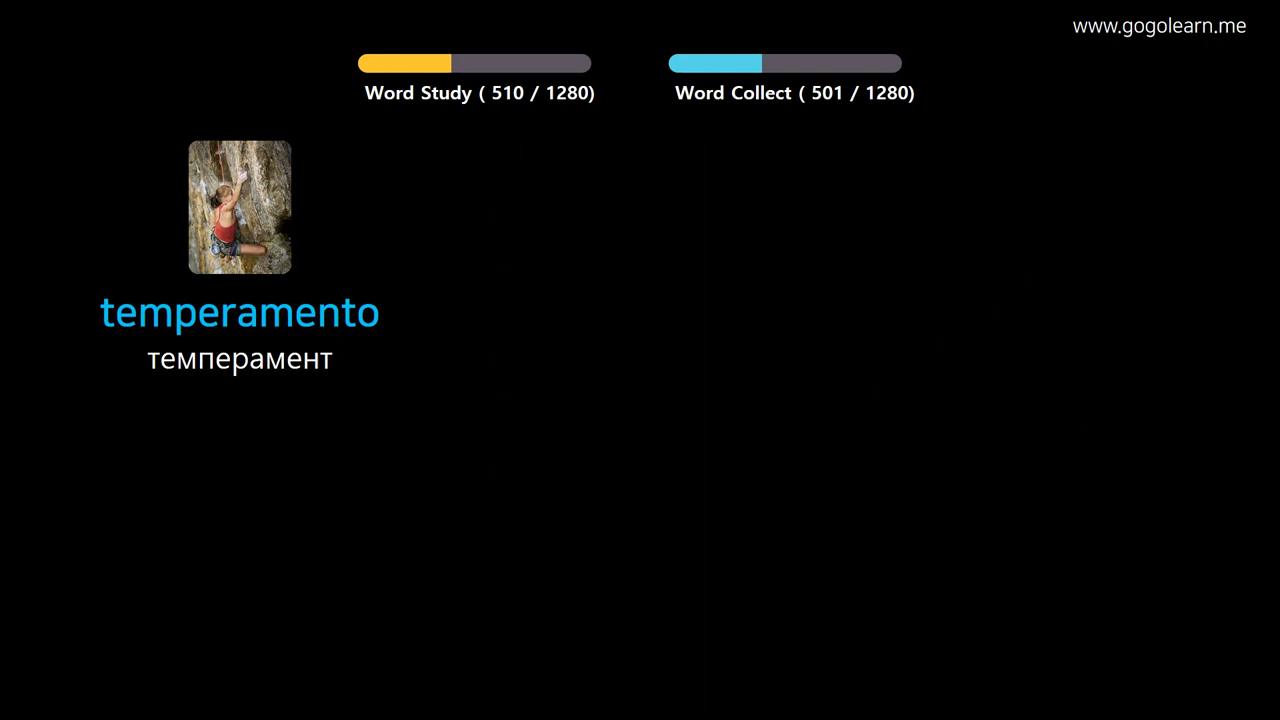 www.gogolearn.me
Word Study ( 510 / 1280)
Word Collect ( 501 / 1280)
temperamento
темперамент